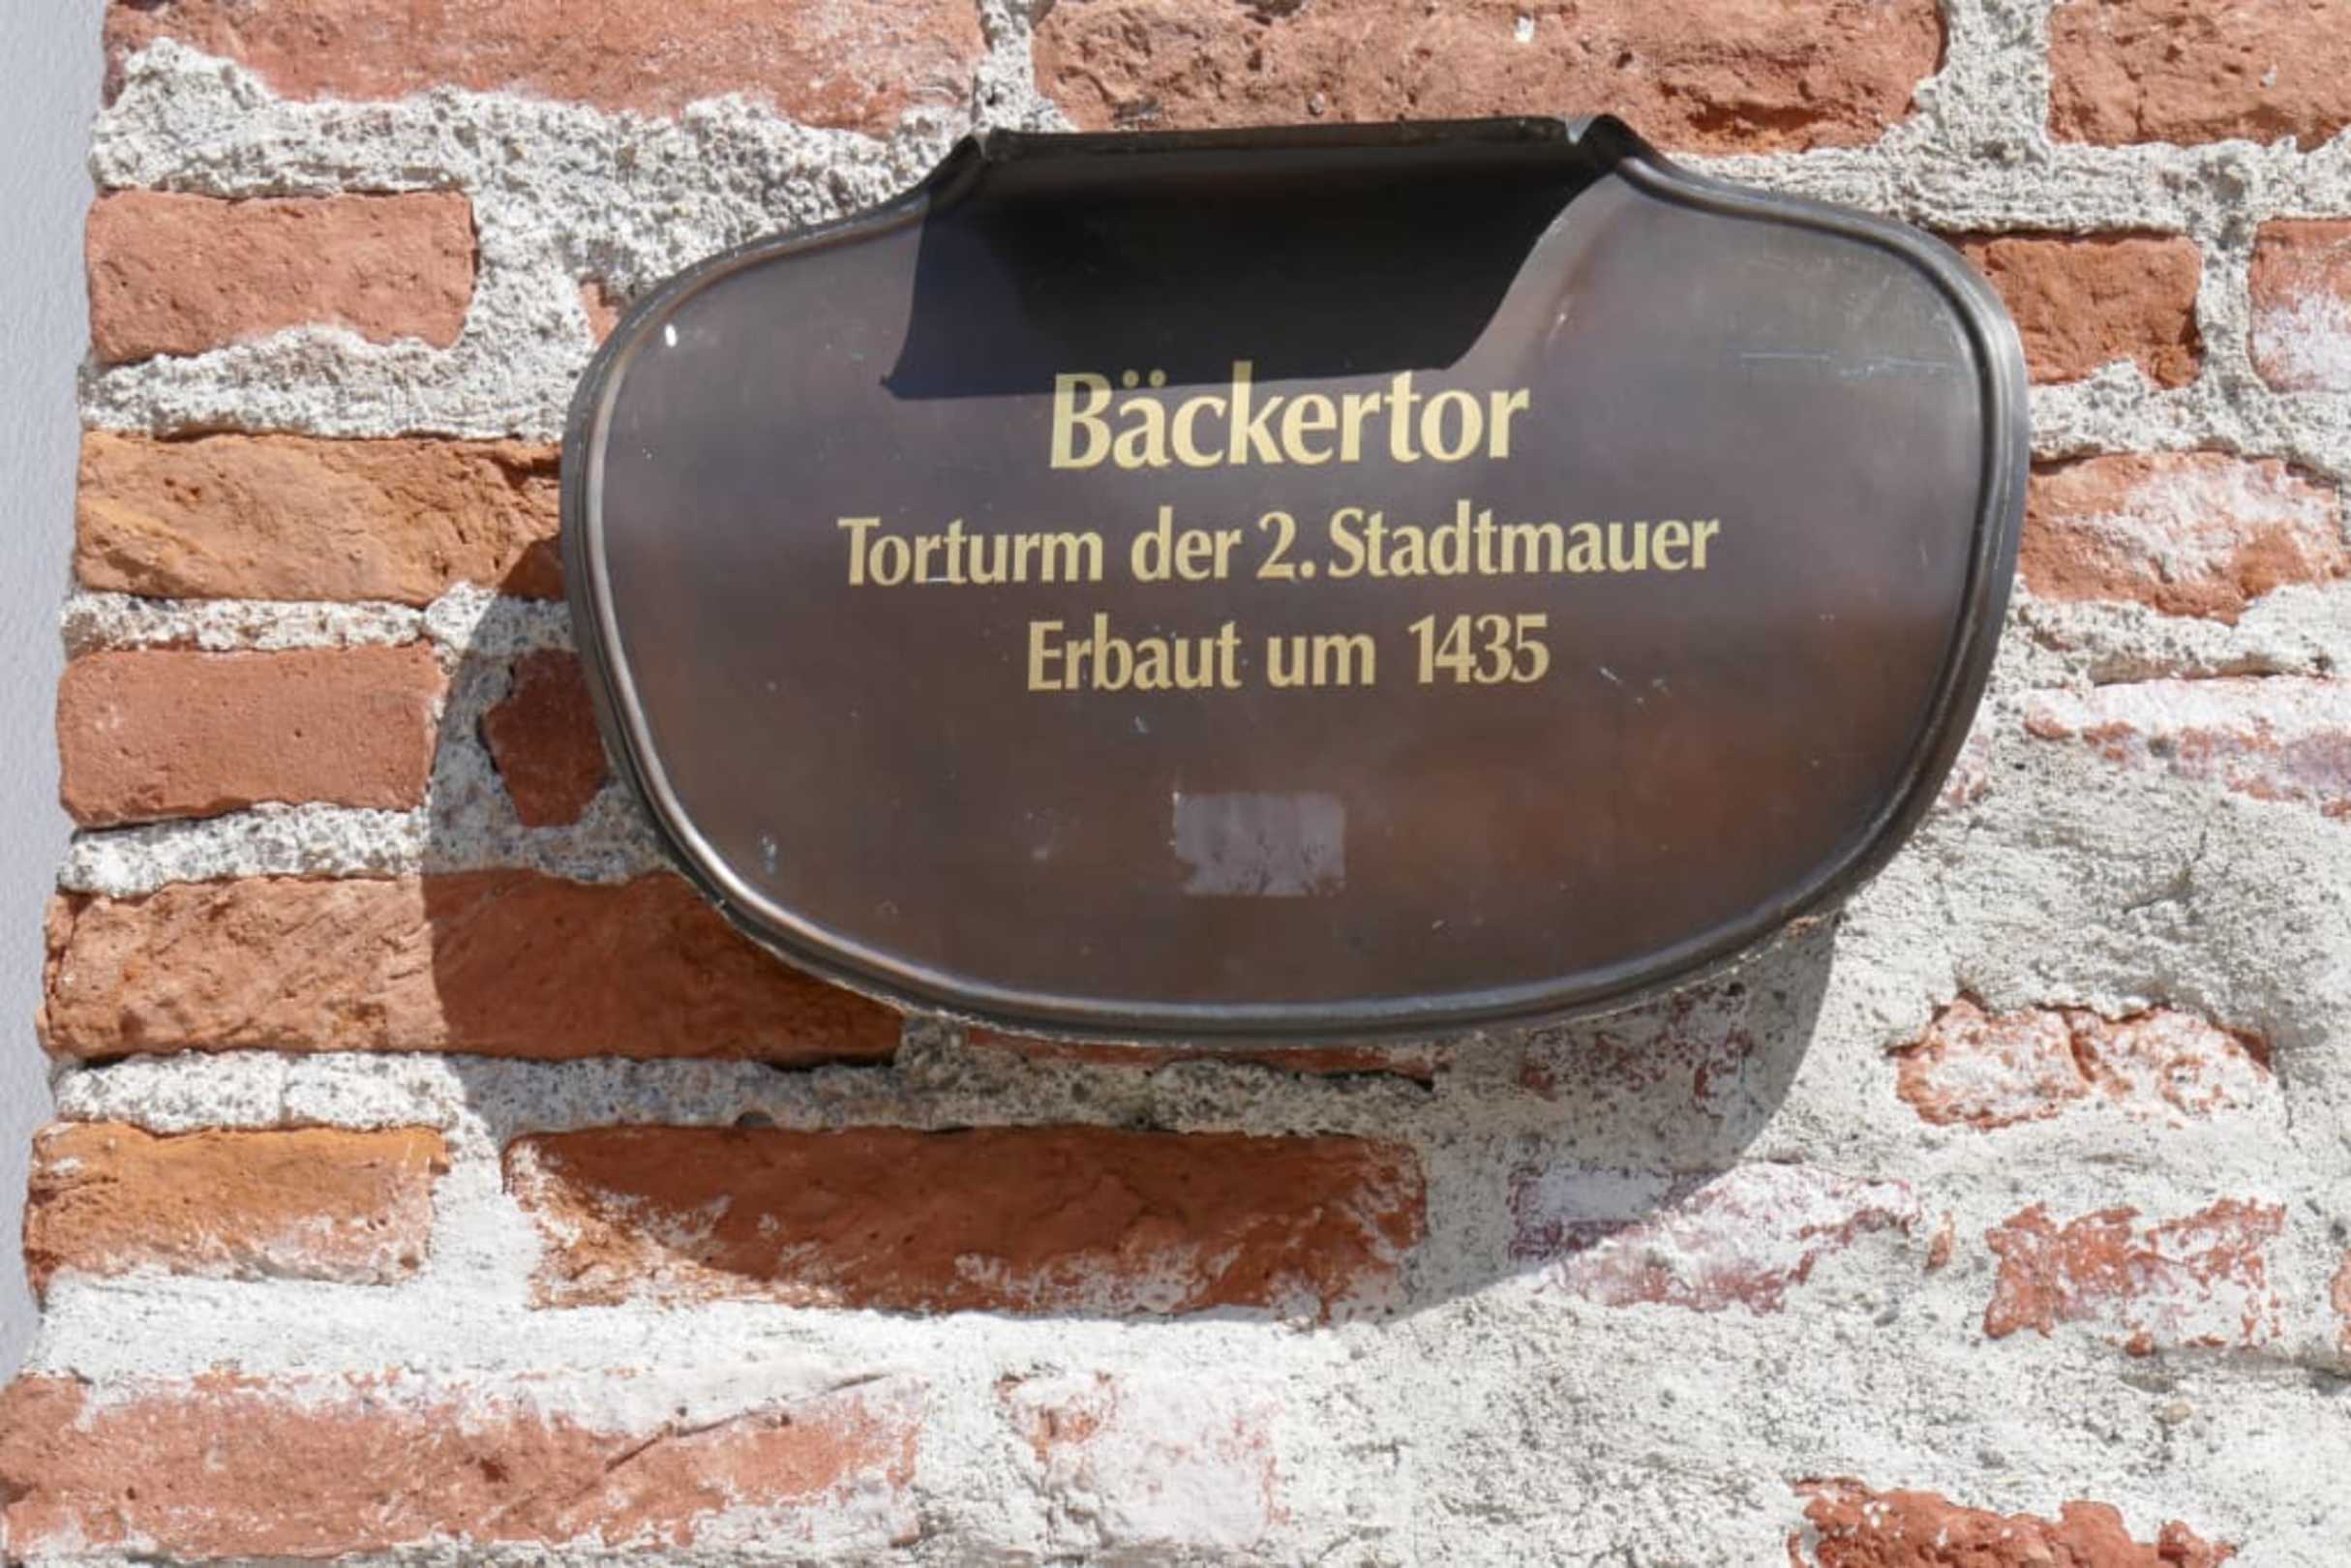 Bäckertor
Torturm der 2. Stadtmauer
Erbaut um 1435